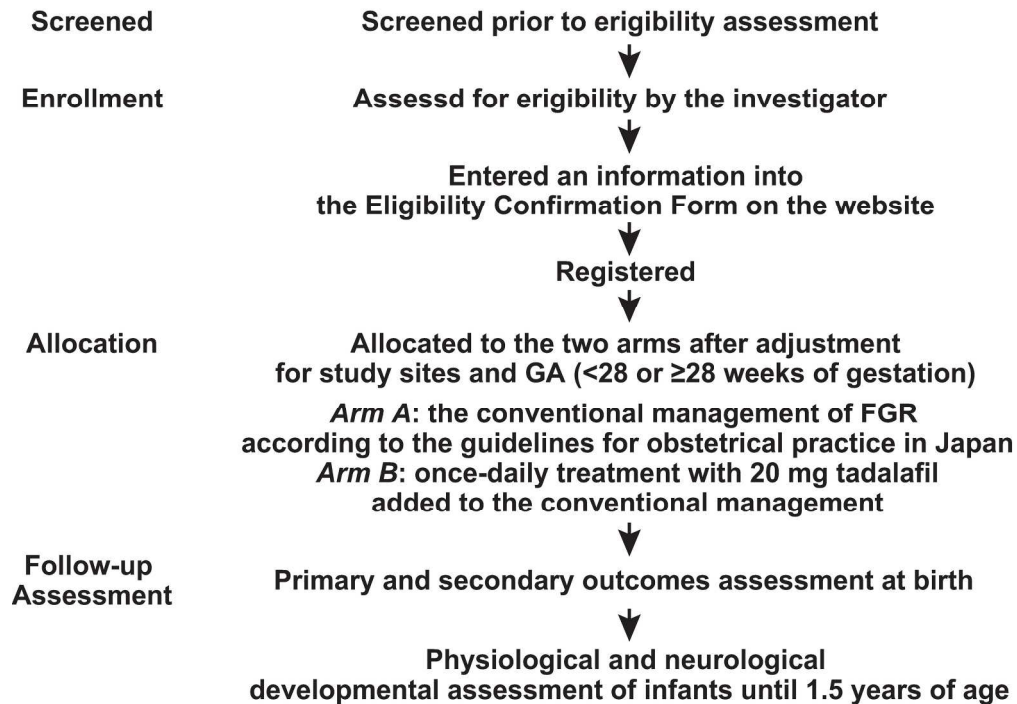 Screened
Screened prior to erigibility assessment
Enrollment
Assessd for erigibility by the investigator
Entered an information into
the Eligibility Confirmation Form on the website
Registered
Allocation
Allocated to the two arms after adjustment
for study sites and GA (<28 or ≥28 weeks of gestation)
Arm A: the conventional management of FGR
according to the guidelines for obstetrical practice in Japan
Arm B: once-daily treatment with 20 mg tadalafil
added to the conventional management
Follow-up
Assessment
Primary and secondary outcomes assessment at birth
Physiological and neurological
developmental assessment of infants until 1.5 years of age